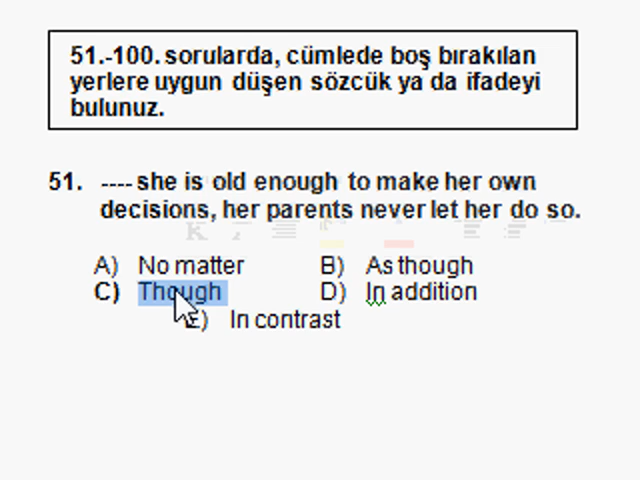 51.-100. sorularda, cümlede boş bırakılan
yerlere uygun düşen sözcük ya da ifadeyi
bulunuz.
51. ---- she is old enough to make her own
decisions, her parents never let her do so.
A) No matter B) As though
C) Though D) In addition
E) In contrast